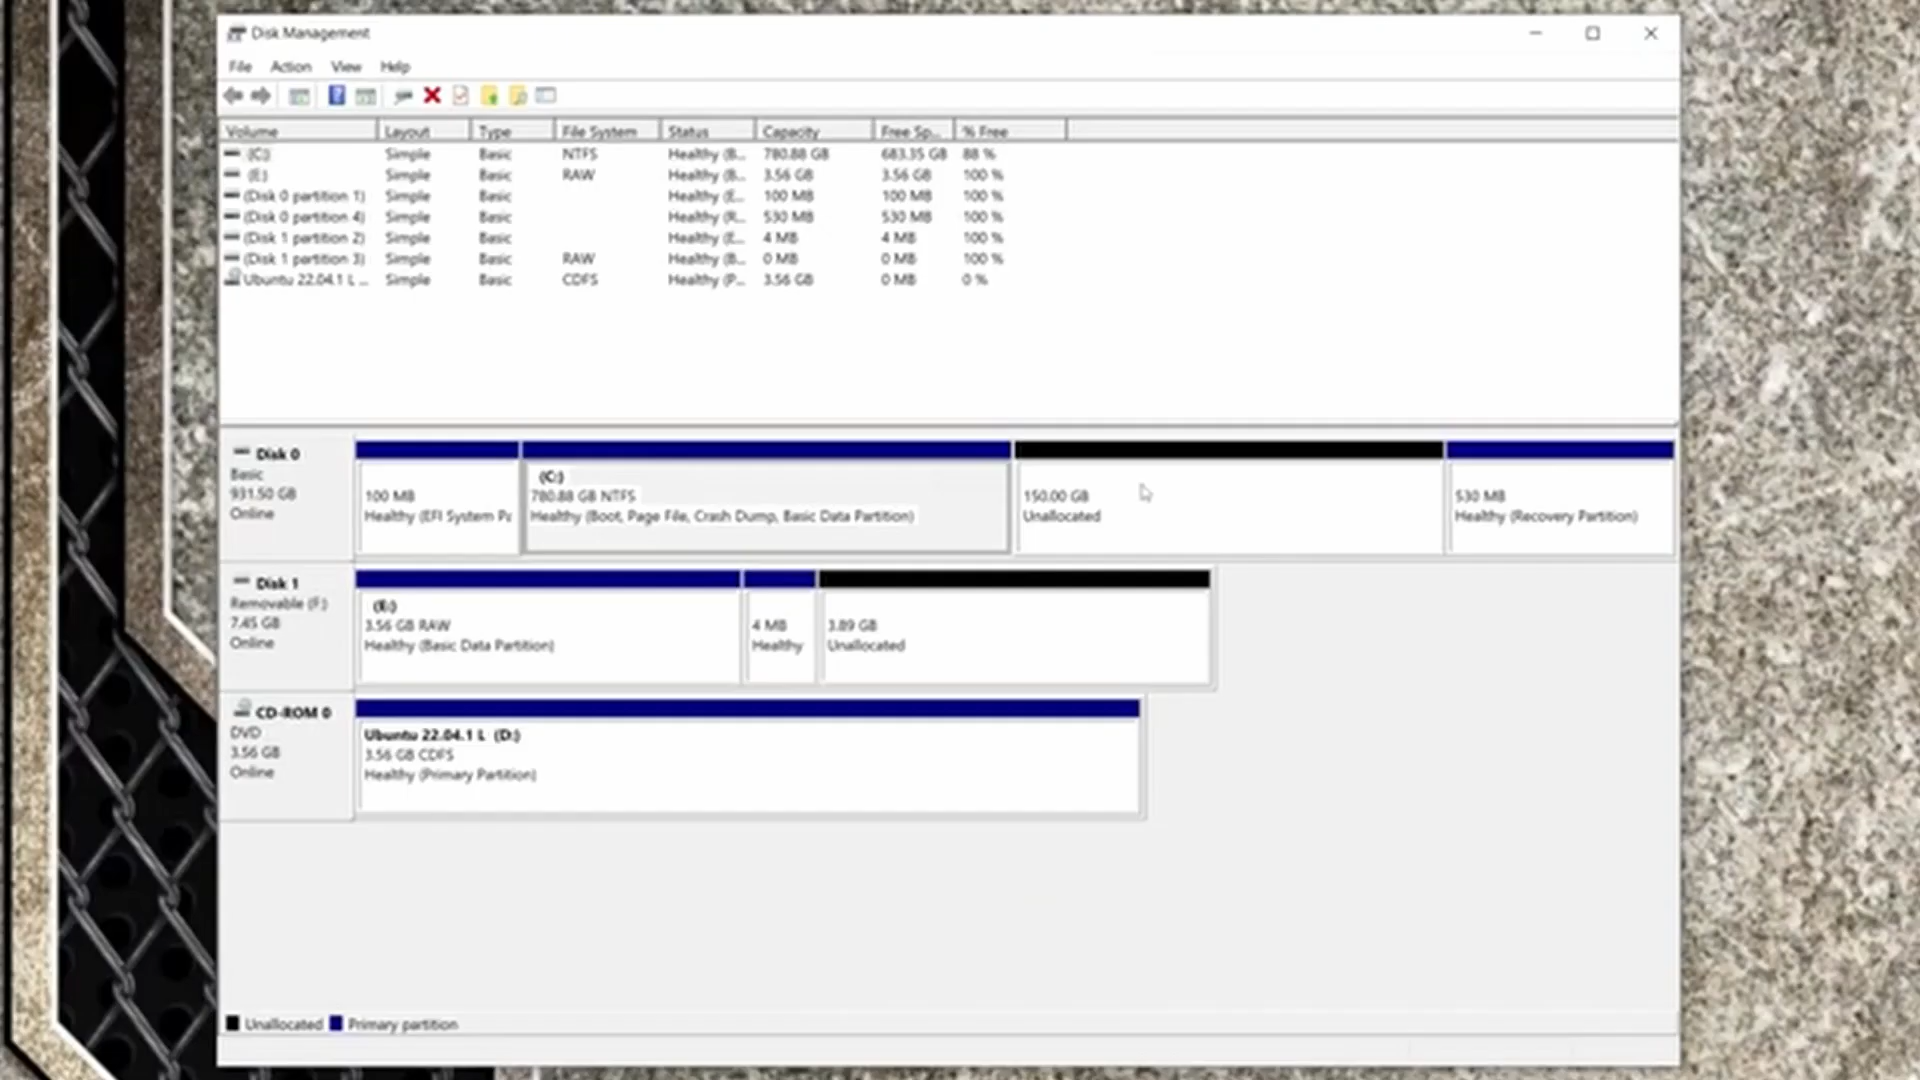 Disk Management
File Action View Help
Volume Layout Type File System Status Capacity Free Sp... % Free
(C:) Simple Basic NTFS Healthy (B... 780.88 GB 683.35 GB 88 %
(E:) Simple Basic RAW Healthy (B... 3.56 GB 3.56 GB 100 %
(Disk 0 partition 1) Simple Basic Healthy (E... 100 MB 100 MB 100 %
(Disk 0 partition 4) Simple Basic Healthy (R... 530 MB 530 MB 100 %
(Disk 1 partition 2) Simple Basic Healthy (E... 4 MB 4 MB 100 %
(Disk 1 partition 3) Simple Basic RAW Healthy (B... 0 MB 0 MB 100 %
Ubuntu 22.04.1 L ... Simple Basic CDFS Healthy (P... 3.56 GB 0 MB 0 %
Disk 0
Basic
931.50 GB
Online
100 MB
Healthy (EFI System Pa
(C:)
780.88 GB NTFS
Healthy (Boot, Page File, Crash Dump, Basic Data Partition)
150.00 GB
Unallocated
530 MB
Healthy (Recovery Partition)
Disk 1
Removable (F:)
7.45 GB
Online
(E:)
3.56 GB RAW
Healthy (Basic Data Partition)
4 MB
Healthy
3.89 GB
Unallocated
CD-ROM 0
DVD
3.56 GB
Online
Ubuntu 22.04.1 L (D:)
3.56 GB CDFS
Healthy (Primary Partition)
Unallocated Primary partition